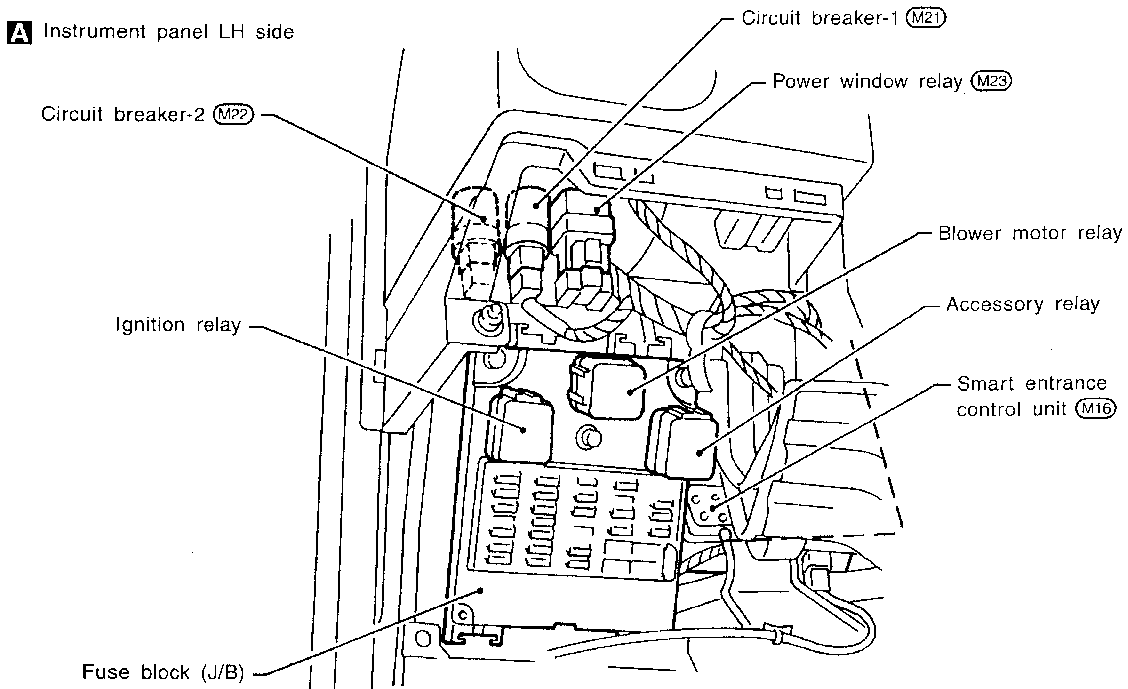 A Instrument panel LH side
Circuit breaker-1 M21
Power window relay M23
Circuit breaker-2 M22
Blower motor relay
Accessory relay
Ignition relay
Smart entrance
control unit M16
Fuse block (J/B)